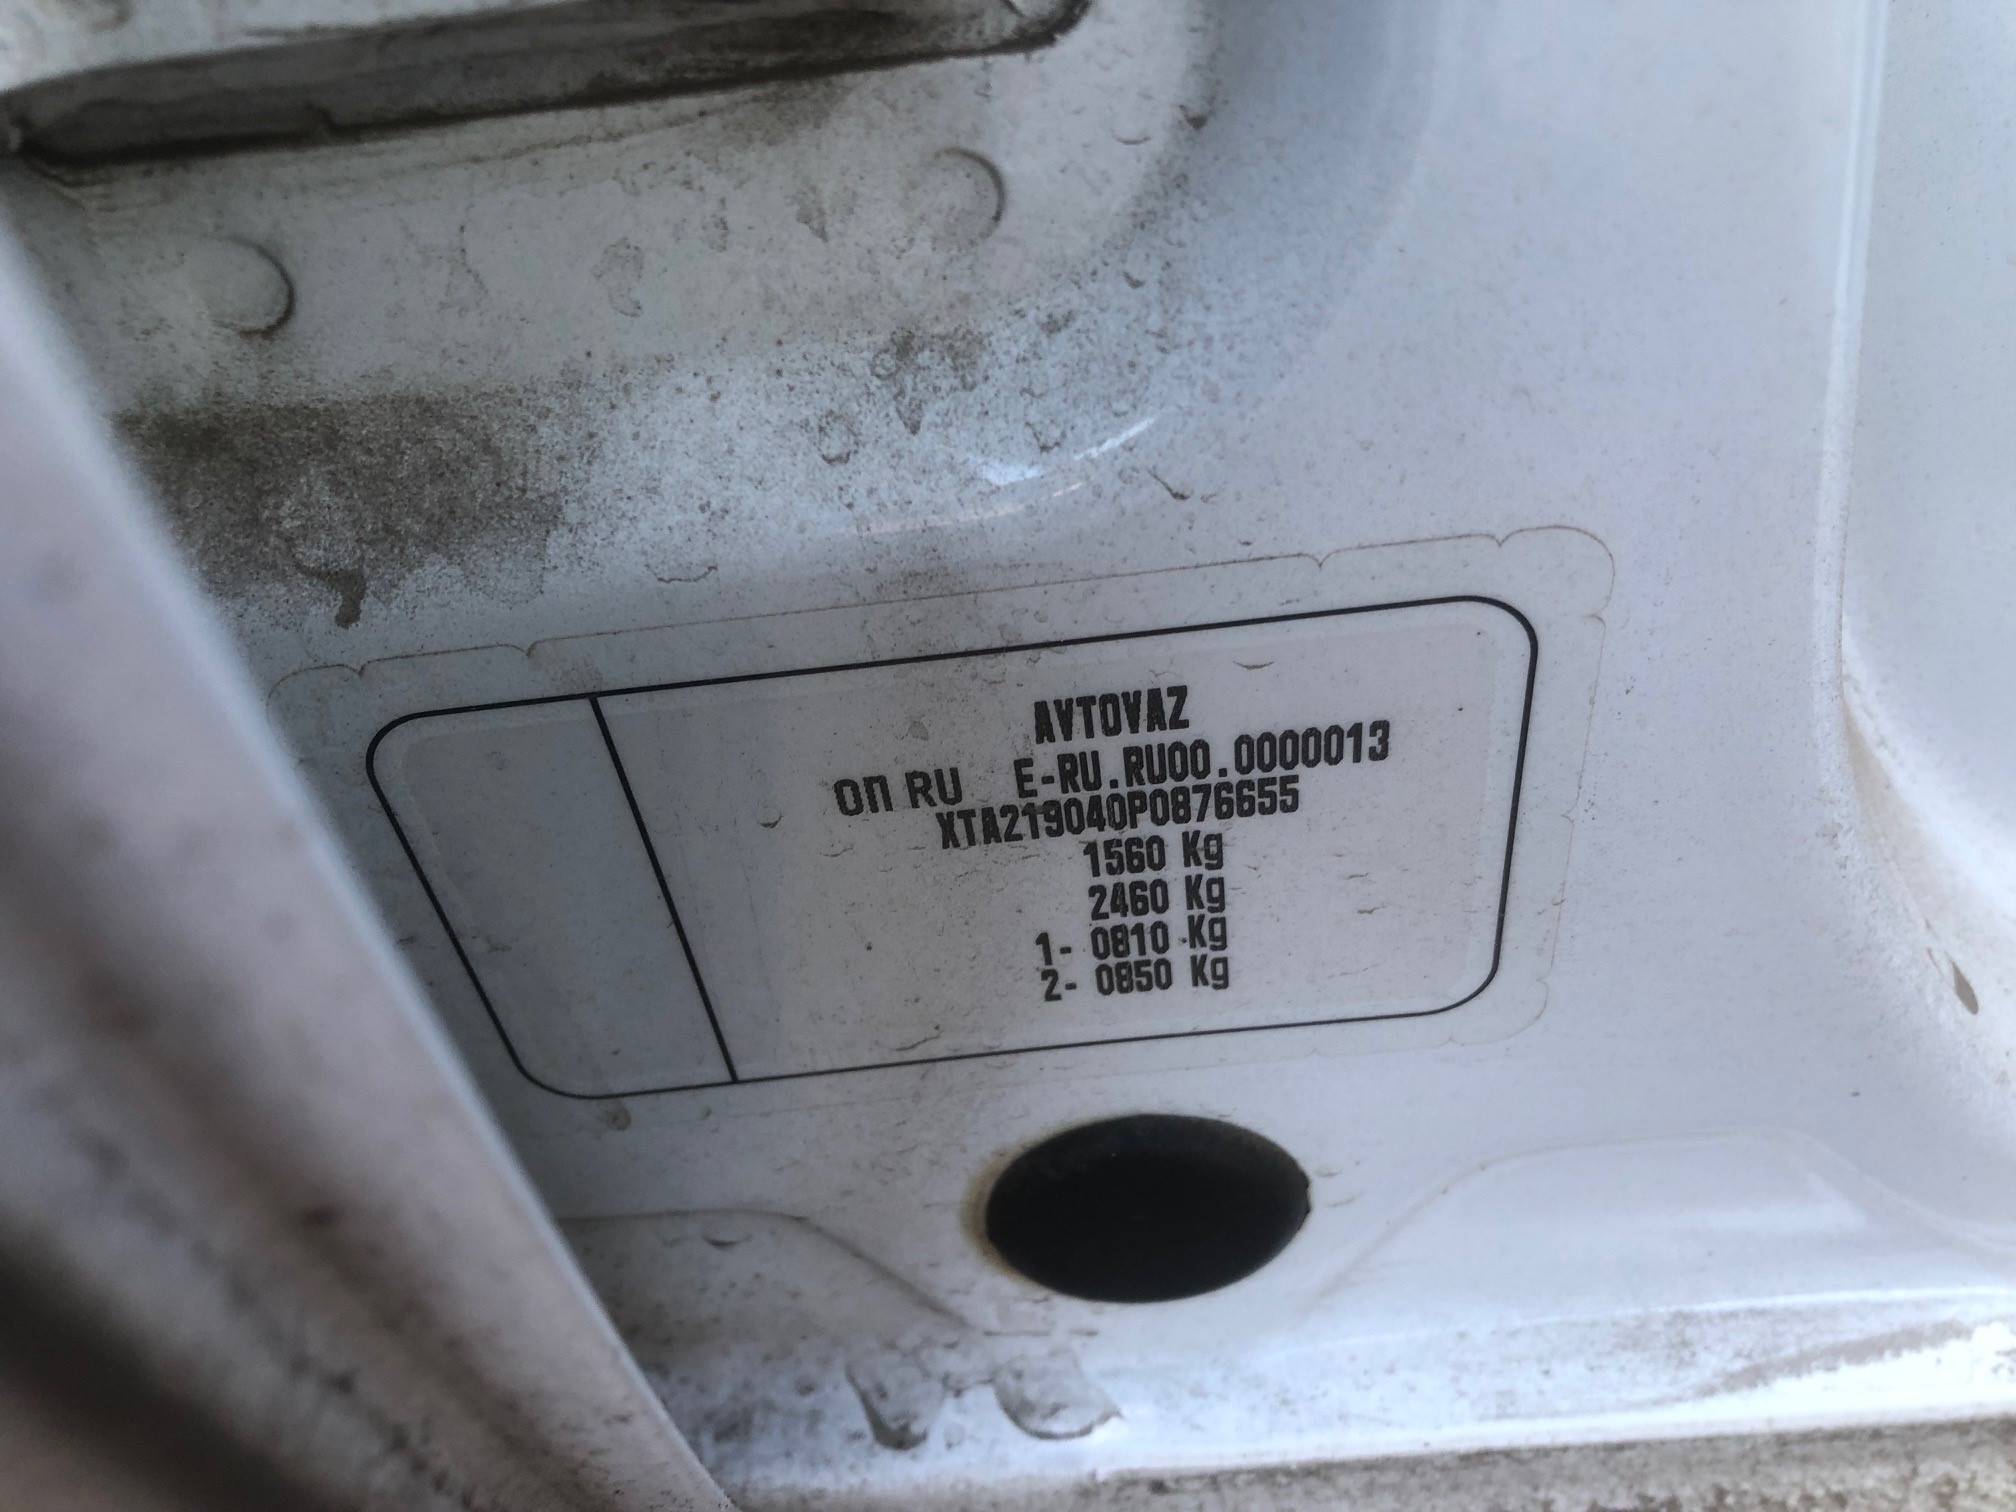 AVTOVAZ
ОП RU E-RU.RU00.0000013
XTA219040P0876655
1560 Kg
2460 Kg
1- 0810 Kg
2- 0850 Kg